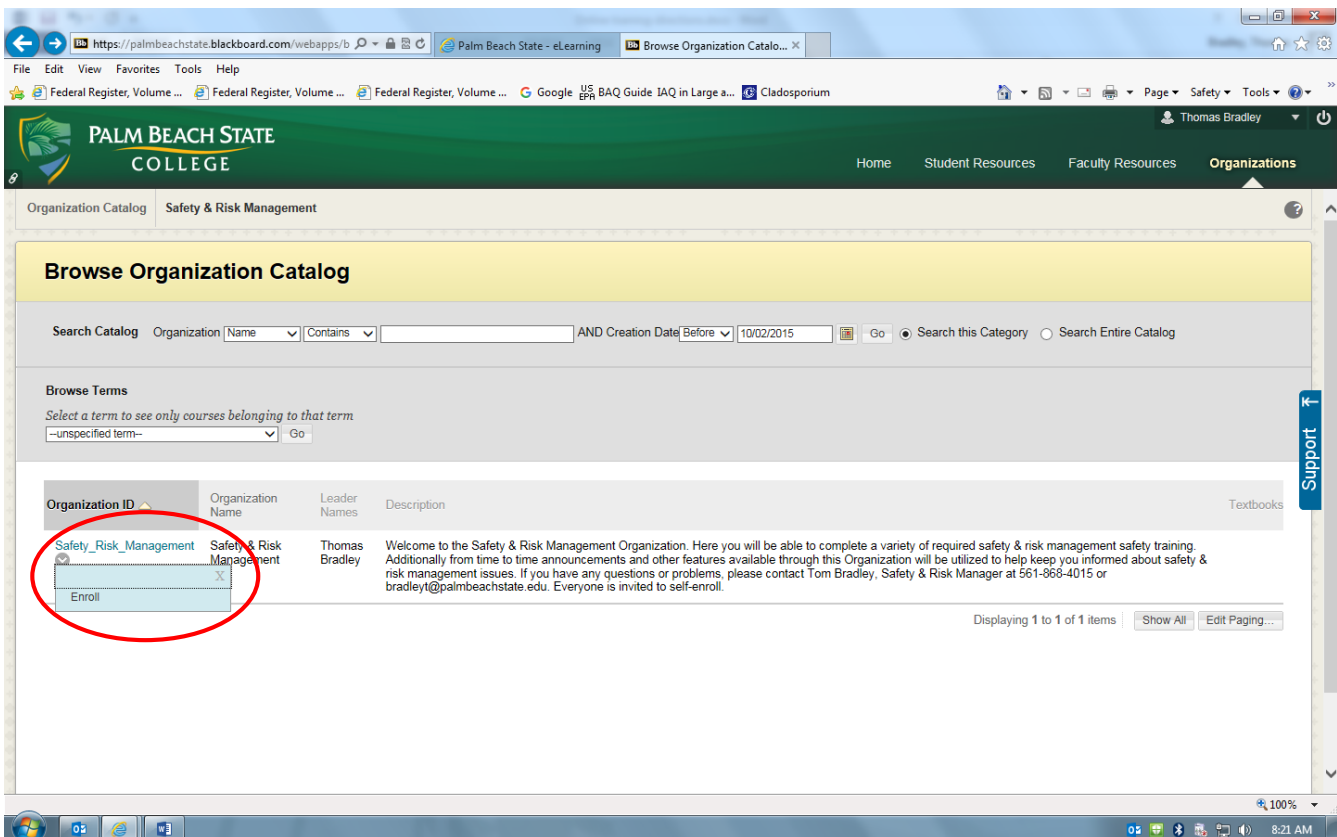 https://palmbeachstate.blackboard.com/webapps/b
Palm Beach State - eLearning
Bb Browse Organization Catalo... ×
File Edit View Favorites Tools Help
Federal Register, Volume ... Federal Register, Volume ... Federal Register, Volume ... G Google US EPA BAQ Guide IAQ in Large a... Cladosporium
Page Safety Tools »
Thomas Bradley
PALM BEACH STATE
COLLEGE
Home Student Resources Faculty Resources Organizations
Organization Catalog Safety & Risk Management ?
Browse Organization Catalog
Search Catalog Organization Name Contains AND Creation Date Before 10/02/2015 Go Search this Category Search Entire Catalog
Browse Terms
Select a term to see only courses belonging to that term
--unspecified term-- Go
Support
Organization ID Organization Name Leader Names Description Textbooks
Safety_Risk_Management Safety & Risk Management Thomas Bradley
Welcome to the Safety & Risk Management Organization. Here you will be able to complete a variety of required safety & risk management safety training.
Additionally from time to time announcements and other features available through this Organization will be utilized to help keep you informed about safety &
risk management issues. If you have any questions or problems, please contact Tom Bradley, Safety & Risk Manager at 561-868-4015 or
bradleyt@palmbeachstate.edu. Everyone is invited to self-enroll.
X
Enroll
Displaying 1 to 1 of 1 items Show All Edit Paging...
100%
8:21 AM